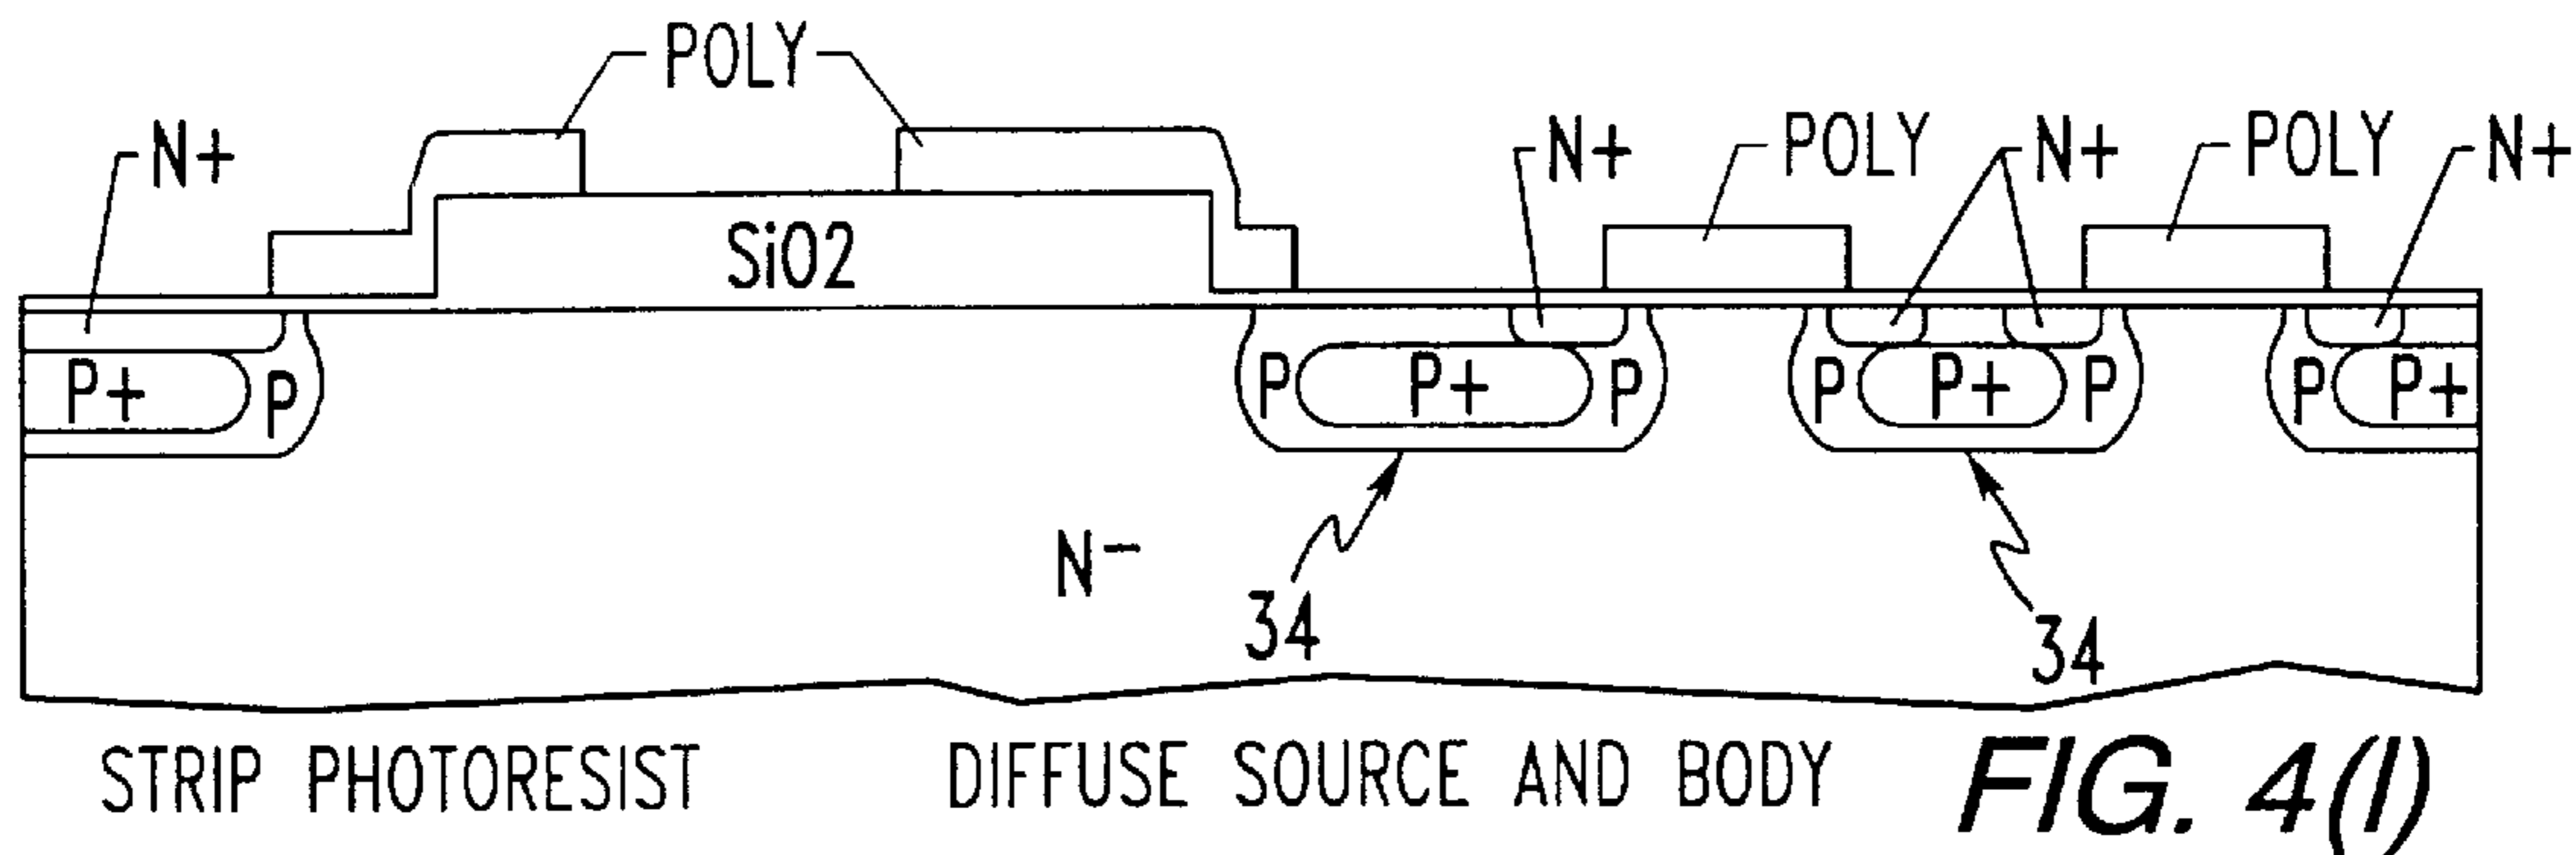 POLY
N+
N+
POLY
N+
POLY
N+
SiO2
P+
P
P
P+
P
P
P+
P
P
P+
N−
34
34
STRIP PHOTORESIST
DIFFUSE SOURCE AND BODY
FIG. 4(I)